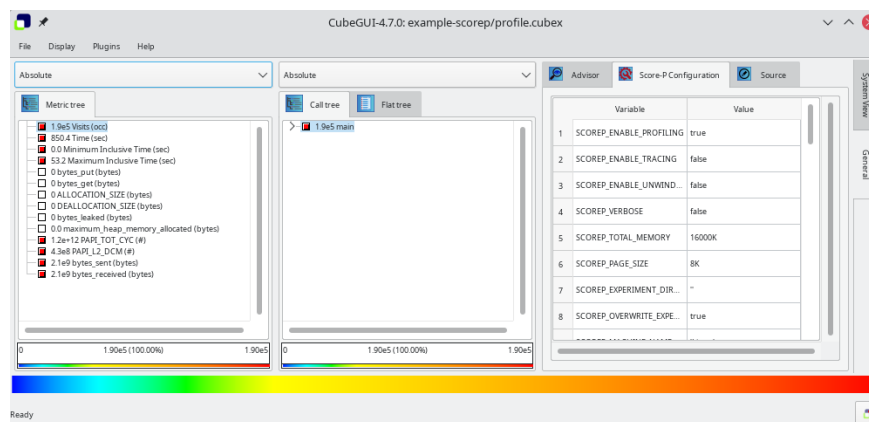 CubeGUI-4.7.0: example-scorep/profile.cubex
File Display Plugins Help
Absolute
Metric tree
1.9e5 Visits (occ)
850.4 Time (sec)
0.0 Minimum Inclusive Time (sec)
53.2 Maximum Inclusive Time (sec)
0 bytes_put (bytes)
0 bytes_get (bytes)
0 ALLOCATION_SIZE (bytes)
0 DEALLOCATION_SIZE (bytes)
0 bytes_leaked (bytes)
0.0 maximum_heap_memory_allocated (bytes)
1.2e+12 PAPI_TOT_CYC (#)
4.3e8 PAPI_L2_DCM (#)
2.1e9 bytes_sent (bytes)
2.1e9 bytes_received (bytes)
0 1.90e5 (100.00%) 1.90e5
Absolute
Call tree Flat tree
1.9e5 main
0 1.90e5 (100.00%) 1.90e5
Advisor Score-P Configuration Source
Variable Value
1 SCOREP_ENABLE_PROFILING true
2 SCOREP_ENABLE_TRACING false
3 SCOREP_ENABLE_UNWIND... false
4 SCOREP_VERBOSE false
5 SCOREP_TOTAL_MEMORY 16000K
6 SCOREP_PAGE_SIZE 8K
7 SCOREP_EXPERIMENT_DIR... ''
8 SCOREP_OVERWRITE_EXPE... true
System View
General
Ready